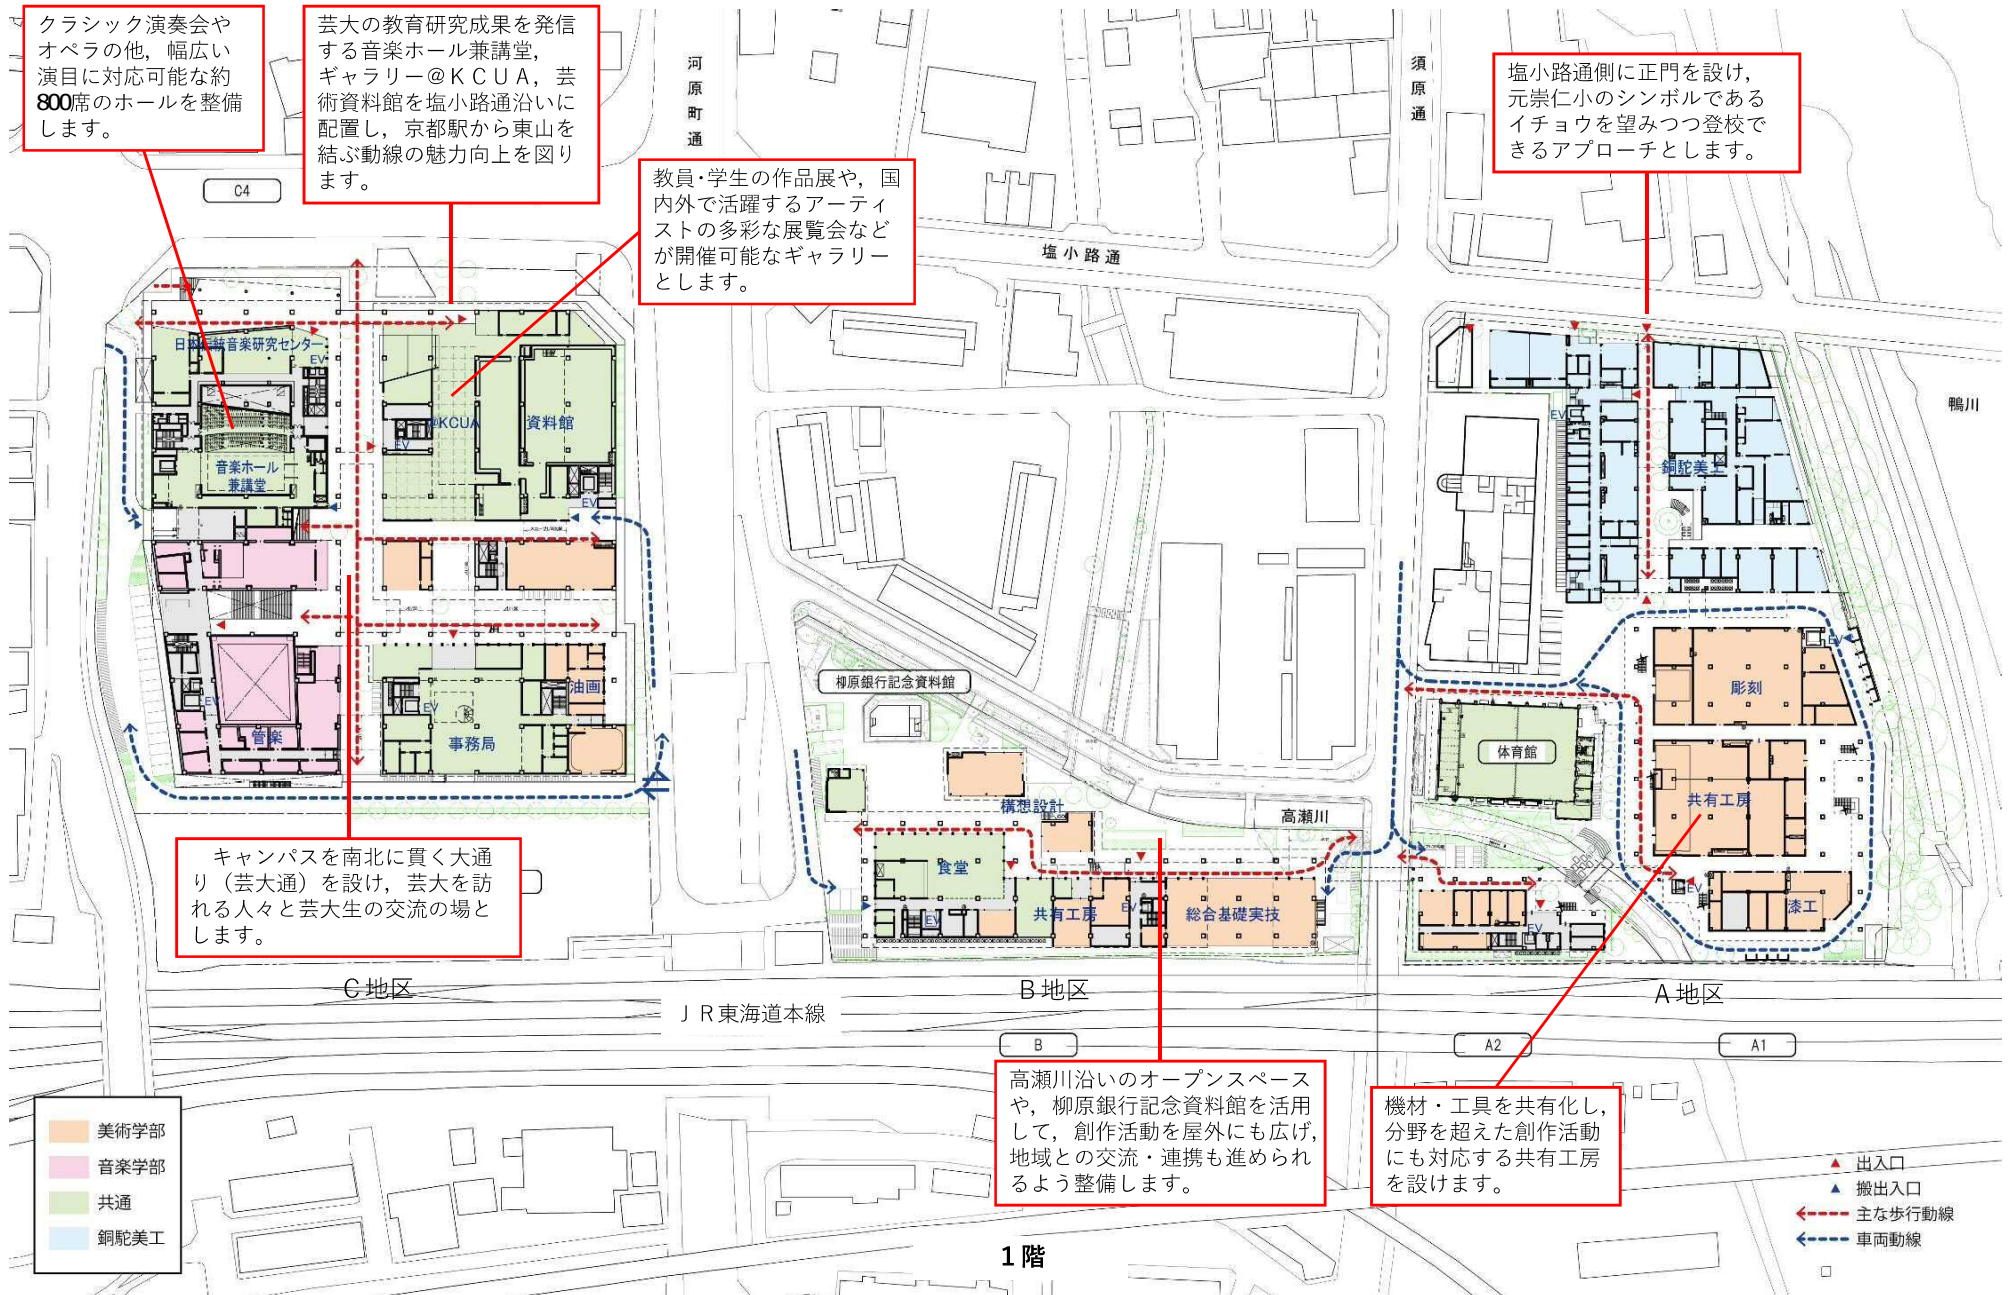 クラシック演奏会や
オペラの他，幅広い
演目に対応可能な約
800席のホールを整備
します。
芸大の教育研究成果を発信
する音楽ホール兼講堂，
ギャラリー＠ＫＣＵＡ，芸
術資料館を塩小路通沿いに
配置し，京都駅から東山を
結ぶ動線の魅力向上を図り
ます。
教員・学生の作品展や，国
内外で活躍するアーティ
ストの多彩な展覧会など
が開催可能なギャラリー
とします。
塩小路通側に正門を設け，
元崇仁小のシンボルである
イチョウを望みつつ登校で
きるアプローチとします。
河原町通
須原通
C4
塩小路通
鴨川
日本伝統音楽研究センター
EV
音楽ホール
兼講堂
@KCUA
EV
資料館
EV
EV
銅駝美工
EV
管楽
EV
事務局
油画
柳原銀行記念資料館
構想設計
高瀬川
食堂
EV
共有工房
EV
総合基礎実技
体育館
EV
彫刻
共有工房
EV
漆工
EV
キャンパスを南北に貫く大通
り（芸大通）を設け，芸大を訪
れる人々と芸大生の交流の場と
します。
C地区
B地区
A地区
ＪＲ東海道本線
B
A2
A1
高瀬川沿いのオープンスペース
や，柳原銀行記念資料館を活用
して，創作活動を屋外にも広げ，
地域との交流・連携も進められ
るよう整備します。
機材・工具を共有化し，
分野を超えた創作活動
にも対応する共有工房
を設けます。
美術学部
音楽学部
共通
銅駝美工
出入口
搬出入口
主な歩行動線
車両動線
1階